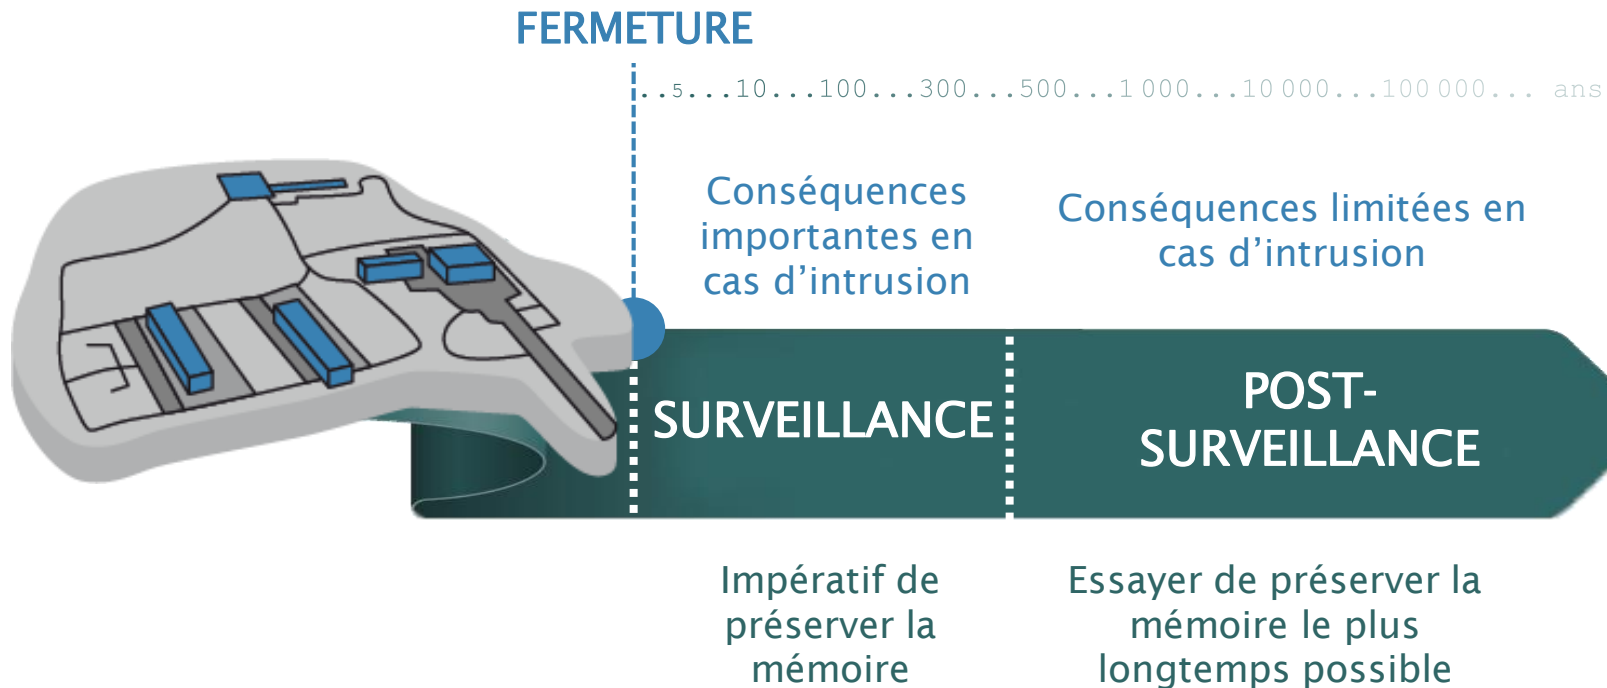 FERMETURE
..5...10...100...300...500...1 000...10 000...100 000... ans
Conséquences
importantes en
cas d’intrusion
Conséquences limitées en
cas d’intrusion
SURVEILLANCE
POST-
SURVEILLANCE
Impératif de
préserver la
mémoire
Essayer de préserver la
mémoire le plus
longtemps possible